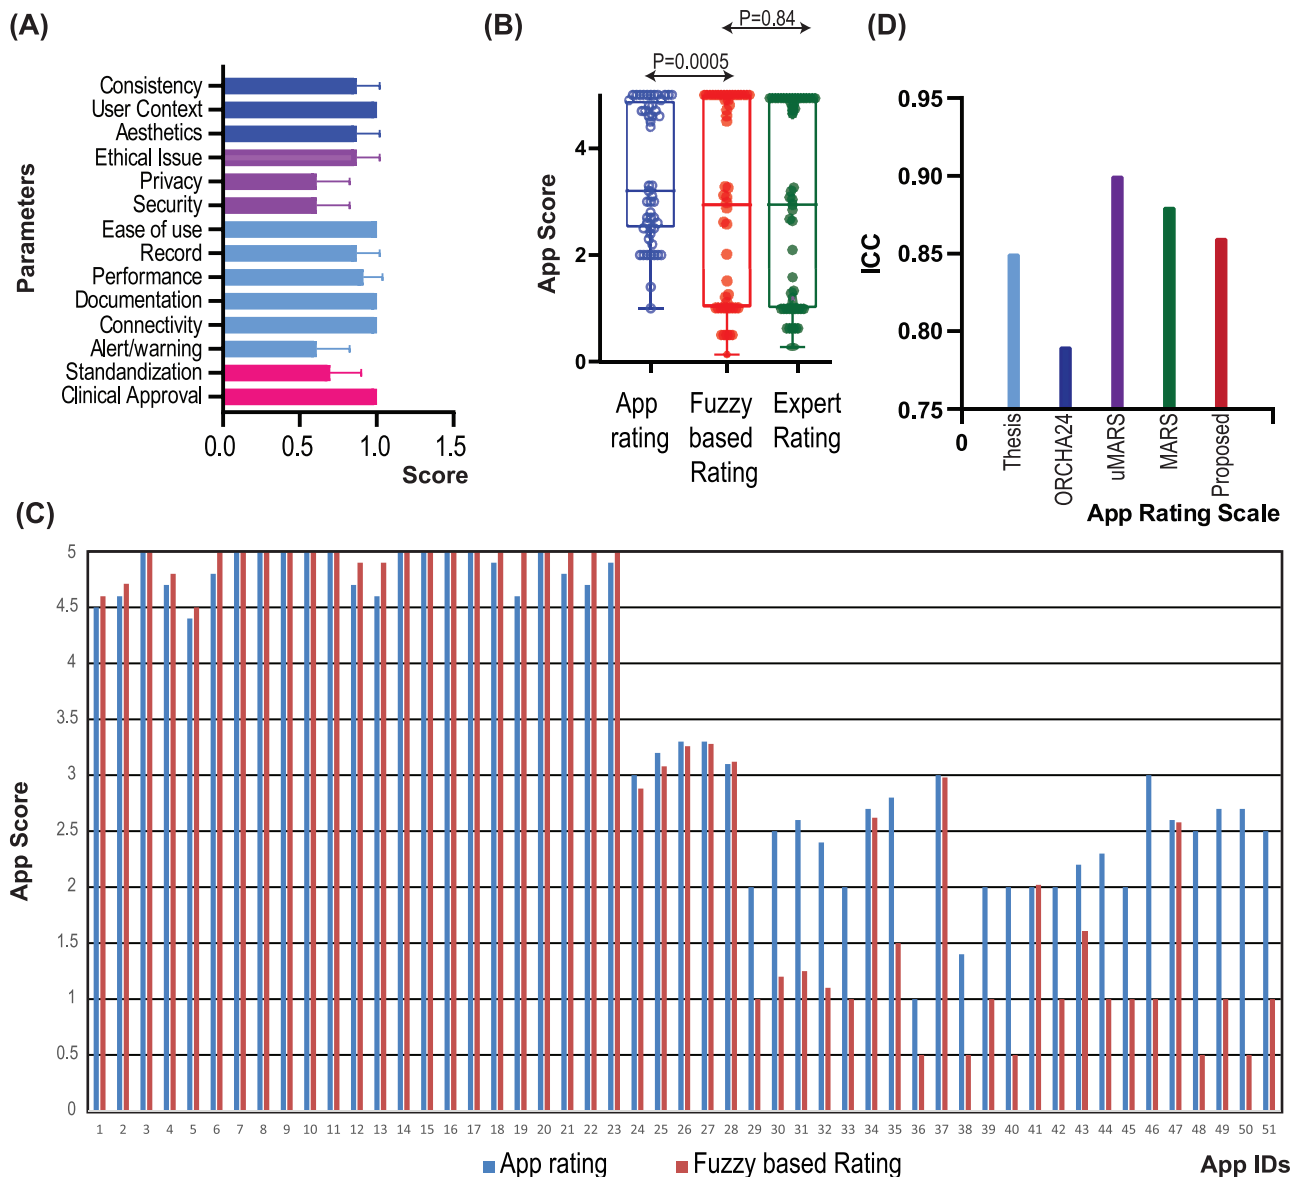 (A)
Parameters
Consistency
User Context
Aesthetics
Ethical Issue
Privacy
Security
Ease of use
Record
Performance
Documentation
Connectivity
Alert/warning
Standandization
Clinical Approval
0.0 0.5 1.0 1.5
Score
(B)
P=0.84
P=0.0005
App Score
4
2
0
App rating
Fuzzy based Rating
Expert Rating
(D)
ICC
0.95
0.90
0.85
0.80
0.75
0
Thesis
ORCHA24
uMARS
MARS
Proposed
App Rating Scale
(C)
App Score
5
4.5
4
3.5
3
2.5
2
1.5
1
0.5
0
1 2 3 4 5 6 7 8 9 10 11 12 13 14 15 16 17 18 19 20 21 22 23 24 25 26 27 28 29 30 31 32 33 34 35 36 37 38 39 40 41 42 43 44 45 46 47 48 49 50 51
App rating Fuzzy based Rating App IDs